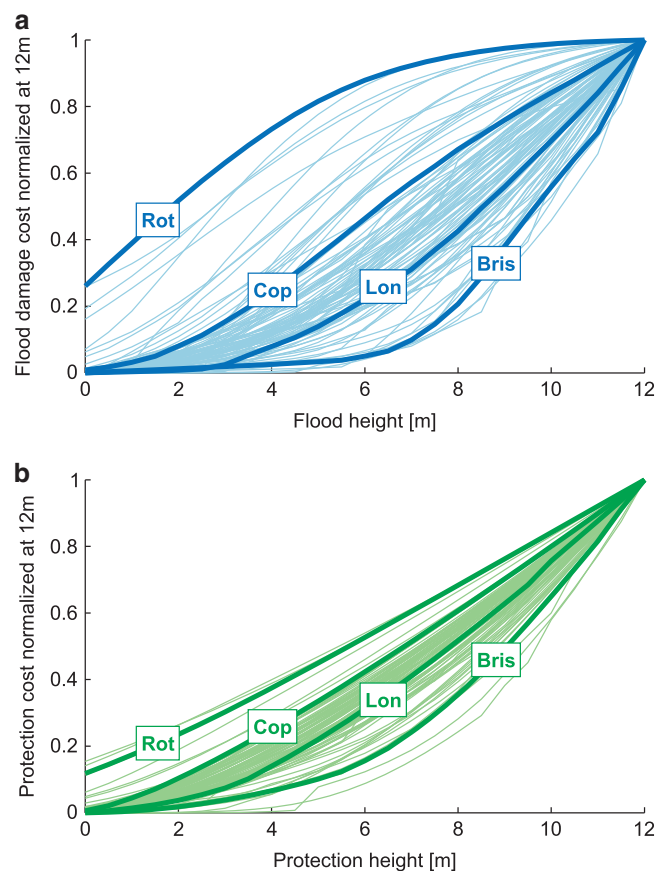 a
Flood damage cost normalized at 12m
1
0.8
0.6
0.4
0.2
0
Rot
Cop
Lon
Bris
0 2 4 6 8 10 12
Flood height [m]
b
Protection cost normalized at 12m
1
0.8
0.6
0.4
0.2
0
Rot
Cop
Lon
Bris
0 2 4 6 8 10 12
Protection height [m]